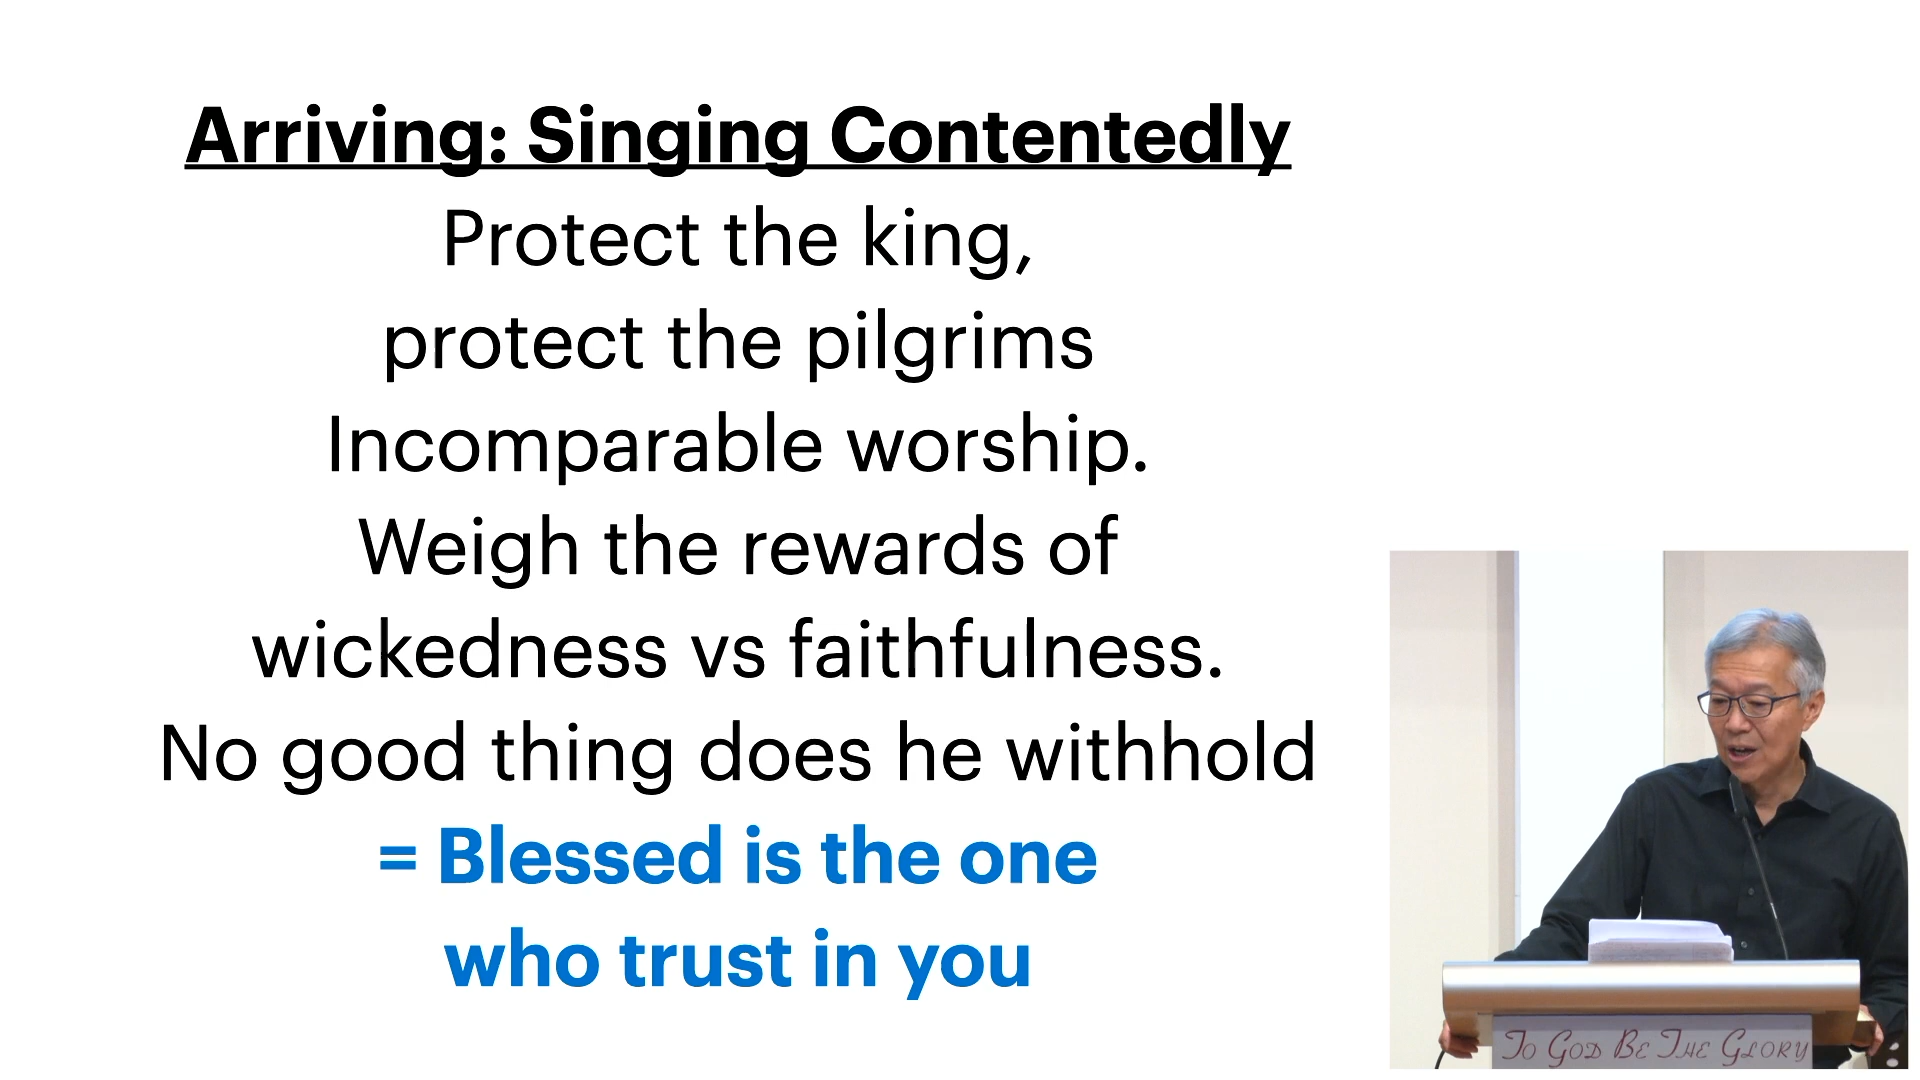 Arriving: Singing Contentedly
Protect the king,
protect the pilgrims
Incomparable worship.
Weigh the rewards of
wickedness vs faithfulness.
No good thing does he withhold
= Blessed is the one
who trust in you
To God Be The Glory